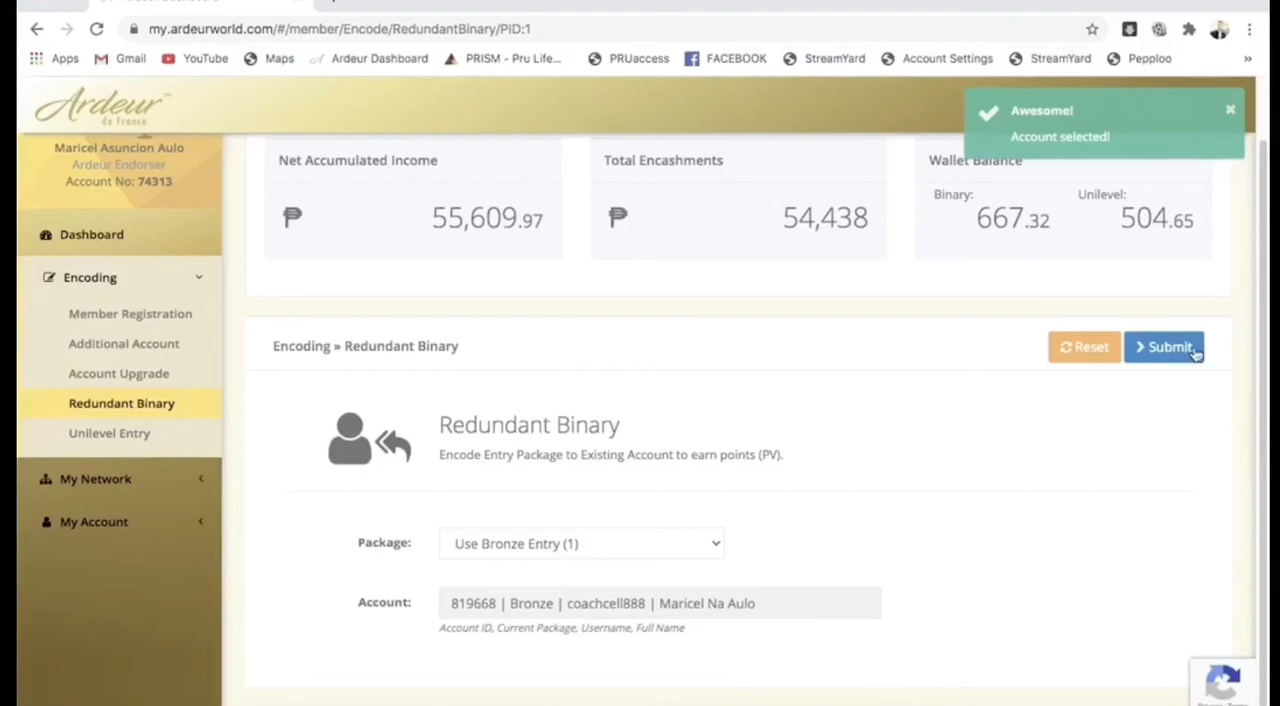 my.ardeurworld.com/#/member/Encode/RedundantBinary/PID:1
Apps Gmail YouTube Maps Ardeur Dashboard PRISM - Pru Life... PRUaccess FACEBOOK StreamYard Account Settings StreamYard Pepploo »
Ardeur™
de France
Awesome! ×
Account selected!
Maricel Asuncion Aulo
Ardeur Endorser
Account No: 74313
Dashboard
Encoding
Member Registration
Additional Account
Account Upgrade
Redundant Binary
Unilevel Entry
My Network
My Account
Net Accumulated Income
₱ 55,609.97
Total Encashments
₱ 54,438
Wallet Balance
Binary: Unilevel:
667.32 504.65
Encoding » Redundant Binary
Reset Submit
Redundant Binary
Encode Entry Package to Existing Account to earn points (PV).
Package: Use Bronze Entry (1)
Account: 819668 | Bronze | coachcell888 | Maricel Na Aulo
Account ID, Current Package, Username, Full Name